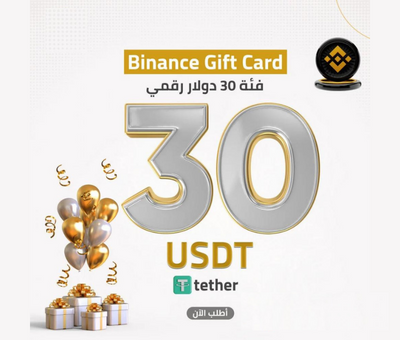 Binance Gift Card
فئة 30 دولار رقمي
30
USDT
tether
أطلب الآن